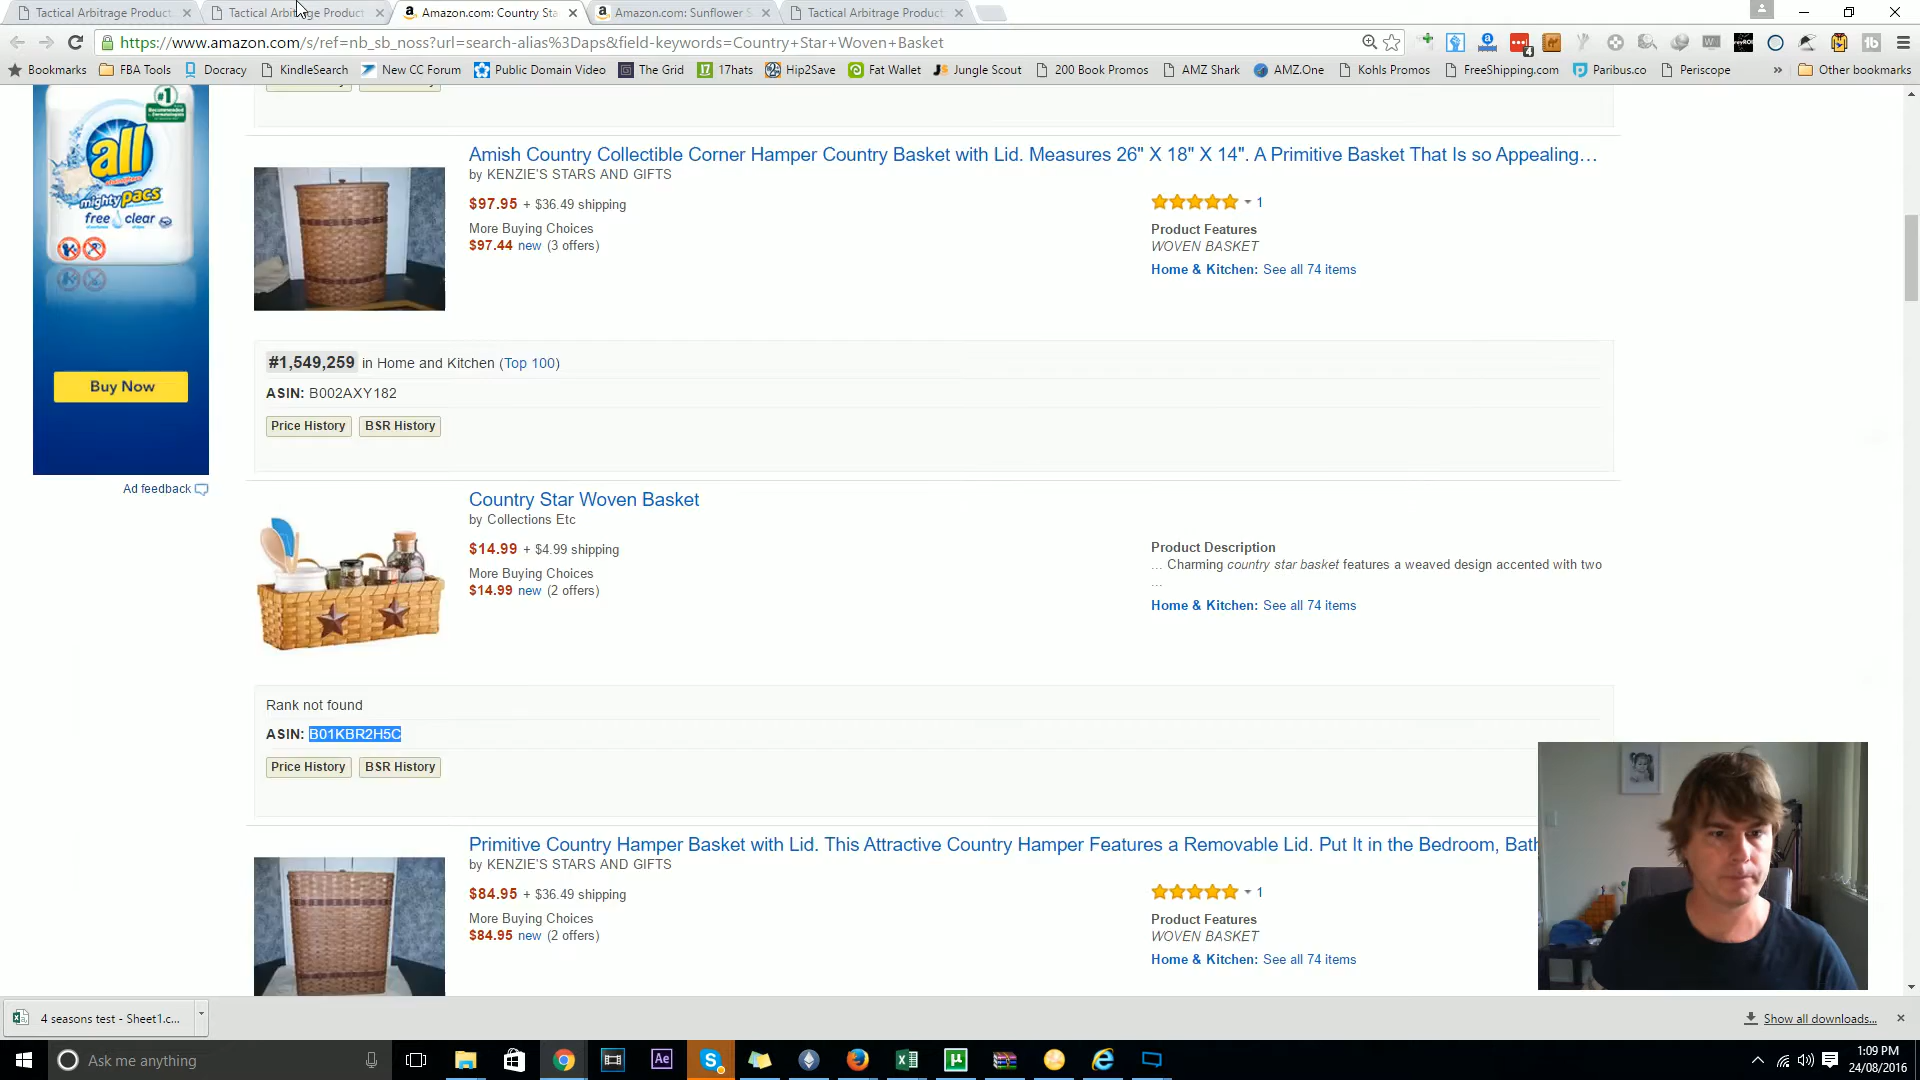 Tactical Arbitrage Product
Tactical Arbitrage Product
Amazon.com: Country Sta
Amazon.com: Sunflower S
Tactical Arbitrage Product
https://www.amazon.com/s/ref=nb_sb_noss?url=search-alias%3Daps&field-keywords=Country+Star+Woven+Basket
Bookmarks
FBA Tools
Docracy
KindleSearch
New CC Forum
Public Domain Video
The Grid
17hats
Hip2Save
Fat Wallet
Jungle Scout
200 Book Promos
AMZ Shark
AMZ.One
Kohls Promos
FreeShipping.com
Paribus.co
Periscope
»
Other bookmarks
#1
all
mighty pacs
free clear
Buy Now
Ad feedback
Amish Country Collectible Corner Hamper Country Basket with Lid. Measures 26" X 18" X 14". A Primitive Basket That Is so Appealing…
by KENZIE'S STARS AND GIFTS
$97.95 + $36.49 shipping
More Buying Choices
$97.44 new (3 offers)
1
Product Features
WOVEN BASKET
Home & Kitchen: See all 74 items
#1,549,259 in Home and Kitchen (Top 100)
ASIN: B002AXY182
Price History
BSR History
Country Star Woven Basket
by Collections Etc
$14.99 + $4.99 shipping
More Buying Choices
$14.99 new (2 offers)
Product Description
... Charming country star basket features a weaved design accented with two
...
Home & Kitchen: See all 74 items
Rank not found
ASIN: B01KBR2H5C
Price History
BSR History
Primitive Country Hamper Basket with Lid. This Attractive Country Hamper Features a Removable Lid. Put It in the Bedroom, Bath
by KENZIE'S STARS AND GIFTS
$84.95 + $36.49 shipping
More Buying Choices
$84.95 new (2 offers)
1
Product Features
WOVEN BASKET
Home & Kitchen: See all 74 items
4 seasons test - Sheet1.c...
Show all downloads...
Ask me anything
1:09 PM
24/08/2016